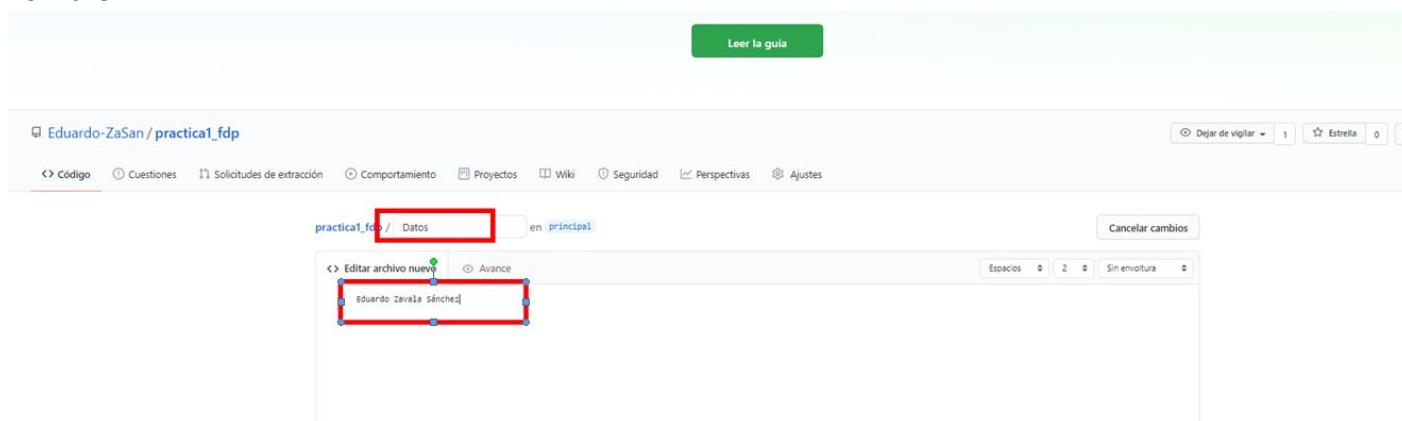 Leer la guía
Eduardo-ZaSan / practica1_fdp
Dejar de vigilar 1 Estrella 0
Código Cuestiones Solicitudes de extracción Comportamiento Proyectos Wiki Seguridad Perspectivas Ajustes
practica1_fdp / Datos en principal Cancelar cambios
Editar archivo nuevo Avance Espacios 2 Sin envoltura
Eduardo Zavala Sánchez